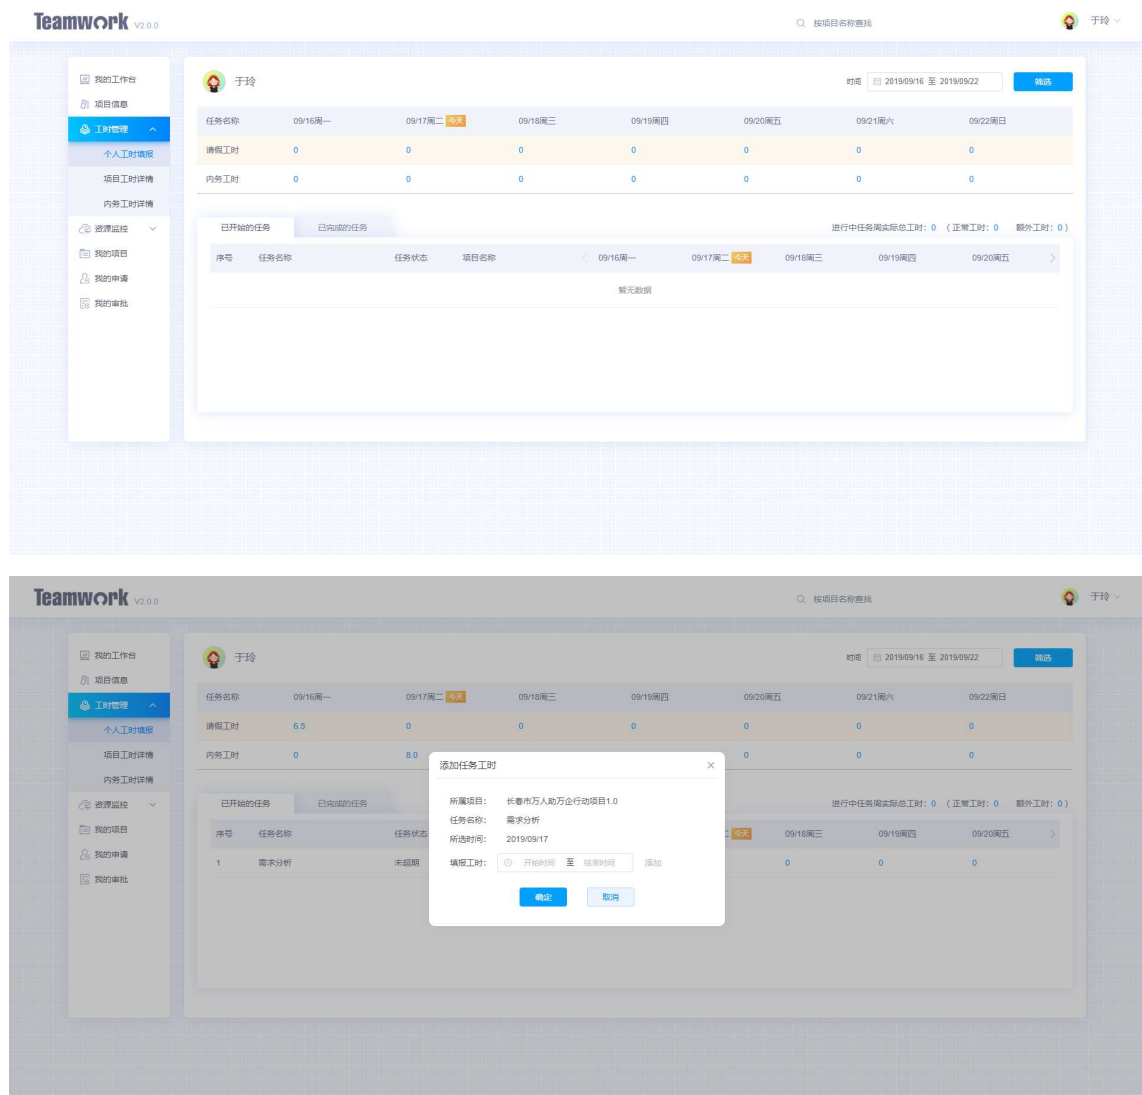 Teamwork V2.0.0
按项目名称查找
于玲
我的工作台
项目信息
工时管理
个人工时填报
项目工时详情
内务工时详情
资源监控
我的项目
我的申请
我的审批
于玲
时间 2019/09/16 至 2019/09/22 筛选
任务名称 09/16周一 09/17周二 今天 09/18周三 09/19周四 09/20周五 09/21周六 09/22周日
请假工时 0 0 0 0 0 0 0
内务工时 0 0 0 0 0 0 0
已开始的任务 已完成的任务 进行中任务周实际总工时: 0 (正常工时: 0 额外工时: 0)
序号 任务名称 任务状态 项目名称 09/16周一 09/17周二 今天 09/18周三 09/19周四 09/20周五
暂无数据
Teamwork V2.0.0
按项目名称查找
于玲
我的工作台
项目信息
工时管理
个人工时填报
项目工时详情
内务工时详情
资源监控
我的项目
我的申请
我的审批
于玲
时间 2019/09/16 至 2019/09/22 筛选
任务名称 09/16周一 09/17周二 今天 09/18周三 09/19周四 09/20周五 09/21周六 09/22周日
请假工时 6.5 0 0 0 0 0 0
内务工时 0 8.0 0 0 0
已开始的任务 已完成的任务 进行中任务周实际总工时: 0 (正常工时: 0 额外工时: 0)
序号 任务名称 任务状态 二 今天 09/18周三 09/19周四 09/20周五
1 需求分析 未超期 0 0 0
添加任务工时
所属项目: 长春市万人助万企行动项目1.0
任务名称: 需求分析
所选时间: 2019/09/17
填报工时: 开始时间 至 结束时间 添加
确定 取消